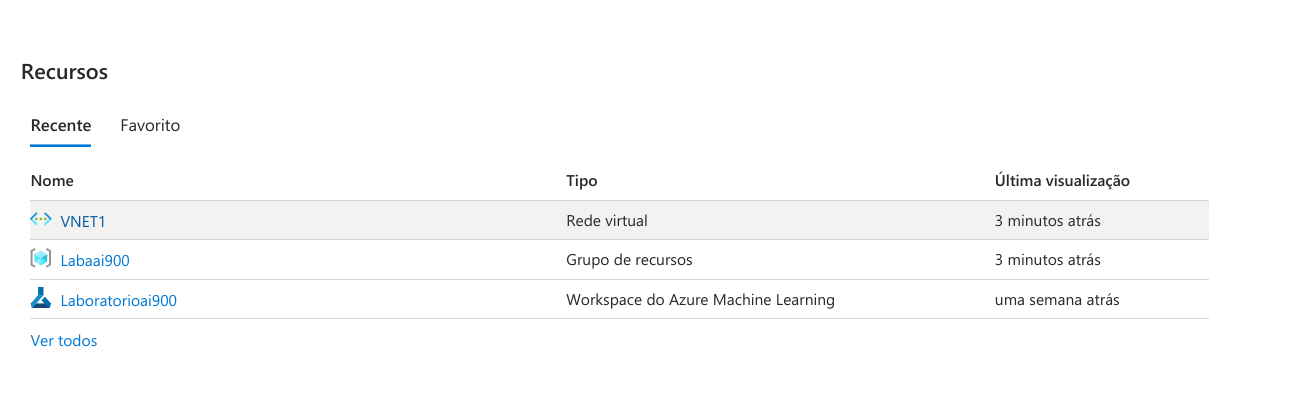 Recursos
Recente Favorito
Nome Tipo Última visualização
VNET1 Rede virtual 3 minutos atrás
Labaai900 Grupo de recursos 3 minutos atrás
Laboratorioai900 Workspace do Azure Machine Learning uma semana atrás
Ver todos